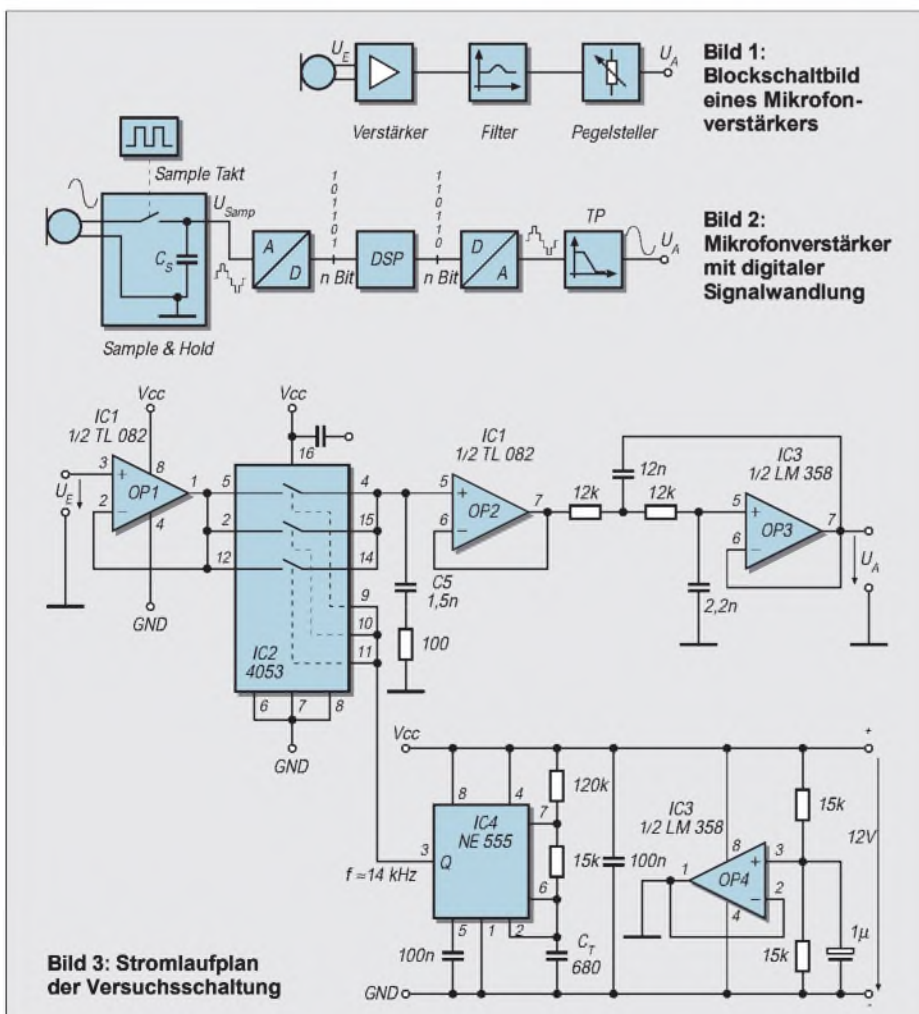 U_E
U_A
Bild 1:
Blockschaltbild
eines Mikrofon-
verstärkers
Verstärker
Filter
Pegelsteller
Sample Takt
U_Samp
C_S
Sample & Hold
A
D
1 0 1 1 0 1
n Bit
DSP
1 1 0 1 1 0
n Bit
D
A
TP
U_A
Bild 2:
Mikrofonverstärker
mit digitaler
Signalwandlung
Vcc
IC1
1/2 TL 082
3
+
8
U_E
OP1
1
2
−
4
GND
Vcc
16
5
4
2
15
12
14
9
10
11
IC2
4053
6
7
8
GND
C5
1,5n
100
IC1
1/2 TL 082
5
+
OP2
7
6
−
12k
12n
12k
2,2n
IC3
1/2 LM 358
5
+
OP3
7
6
−
U_A
Vcc
+
8
4
120k
IC4
NE 555
7
3
Q
15k
6
f ≈14 kHz
5
1
2
100n
C_T
680
100n
IC3
1/2 LM 358
8
3
+
1
OP4
−
2
4
15k
15k
1µ
12V
GND
-
Bild 3: Stromlaufplan
der Versuchsschaltung